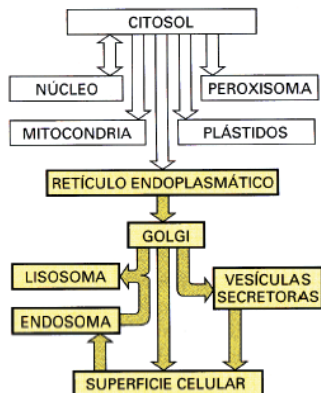 CITOSOL
NÚCLEO
PEROXISOMA
MITOCONDRIA
PLÁSTIDOS
RETÍCULO ENDOPLASMÁTICO
GOLGI
LISOSOMA
VESÍCULAS
SECRETORAS
ENDOSOMA
SUPERFICIE CELULAR